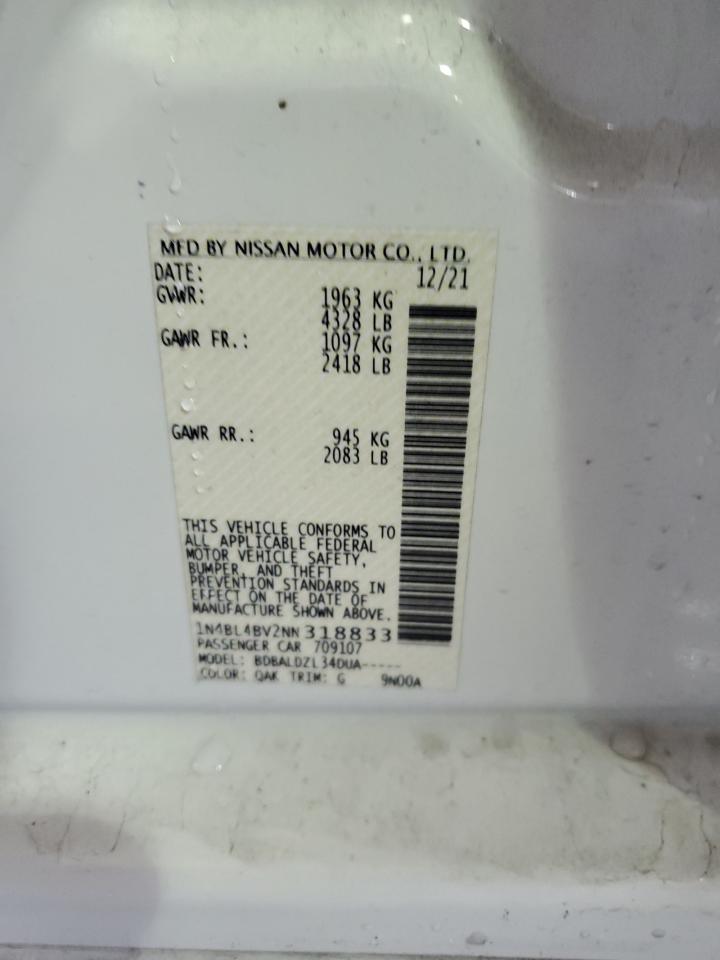 MFD BY NISSAN MOTOR CO., LTD.
DATE: 12/21
GVWR: 1963 KG
4328 LB
GAWR FR.: 1097 KG
2418 LB
GAWR RR.: 945 KG
2083 LB
THIS VEHICLE CONFORMS TO
ALL APPLICABLE FEDERAL
MOTOR VEHICLE SAFETY,
BUMPER, AND THEFT
PREVENTION STANDARDS IN
EFFECT ON THE DATE OF
MANUFACTURE SHOWN ABOVE.
1N4BL4BV2NN318833
PASSENGER CAR 709107
MODEL: BDBALDZL34DUA-----
COLOR: QAK TRIM: G 9N00A